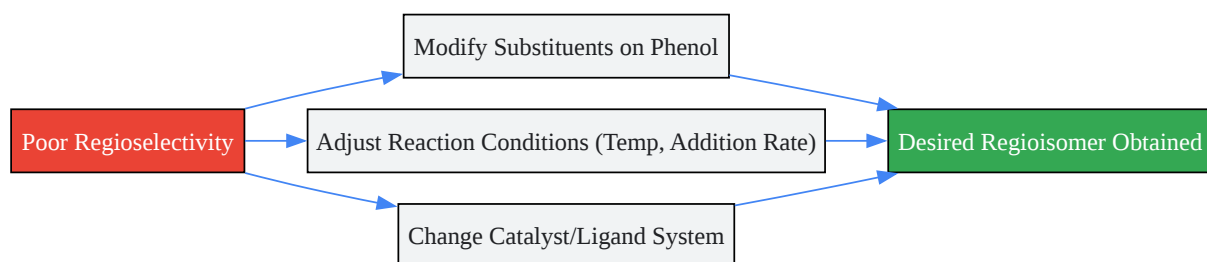 Modify Substituents on Phenol
Poor Regioselectivity
Adjust Reaction Conditions (Temp, Addition Rate)
Desired Regioisomer Obtained
Change Catalyst/Ligand System